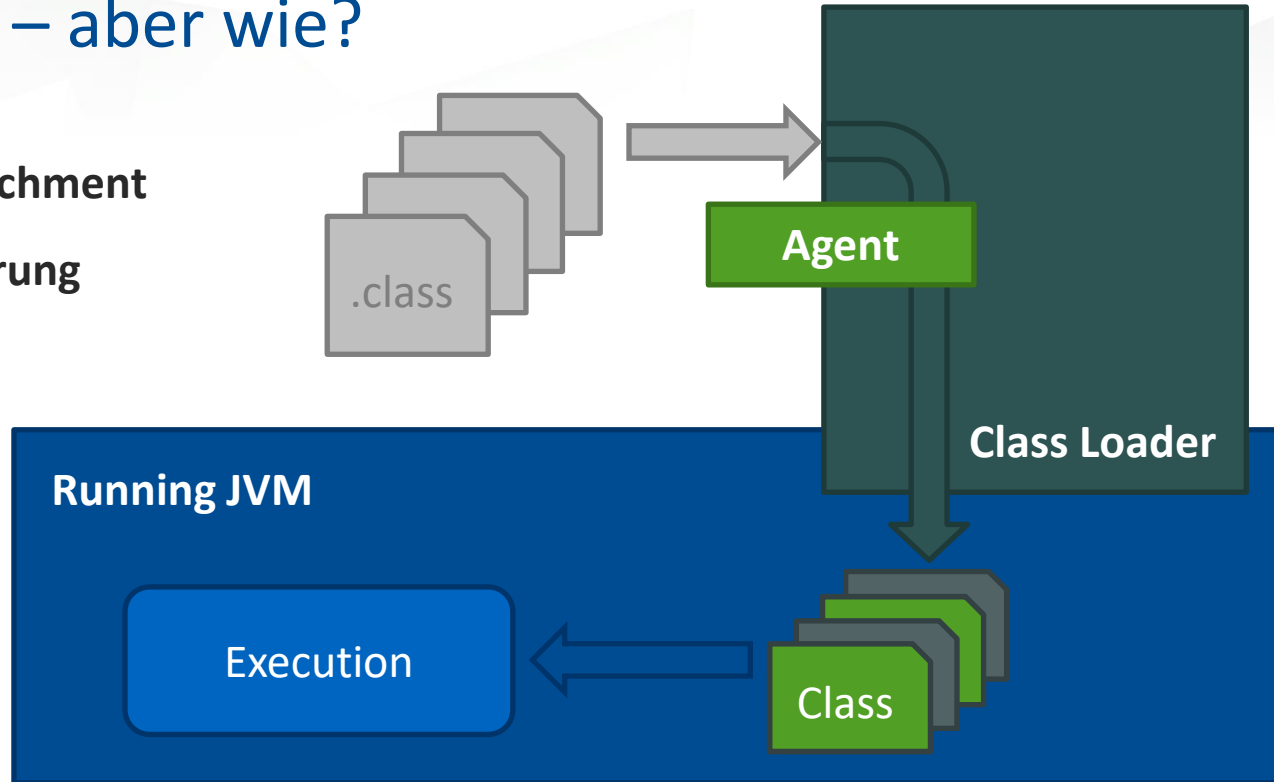 – aber wie?
chment
rung
.class
Agent
Class Loader
Running JVM
Execution
Class